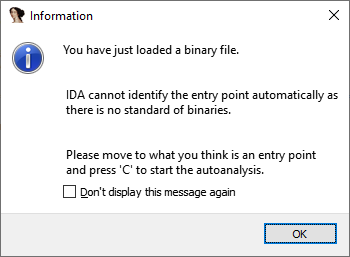 Information
You have just loaded a binary file.
IDA cannot identify the entry point automatically as
there is no standard of binaries.
Please move to what you think is an entry point
and press 'C' to start the autoanalysis.
Don't display this message again
OK